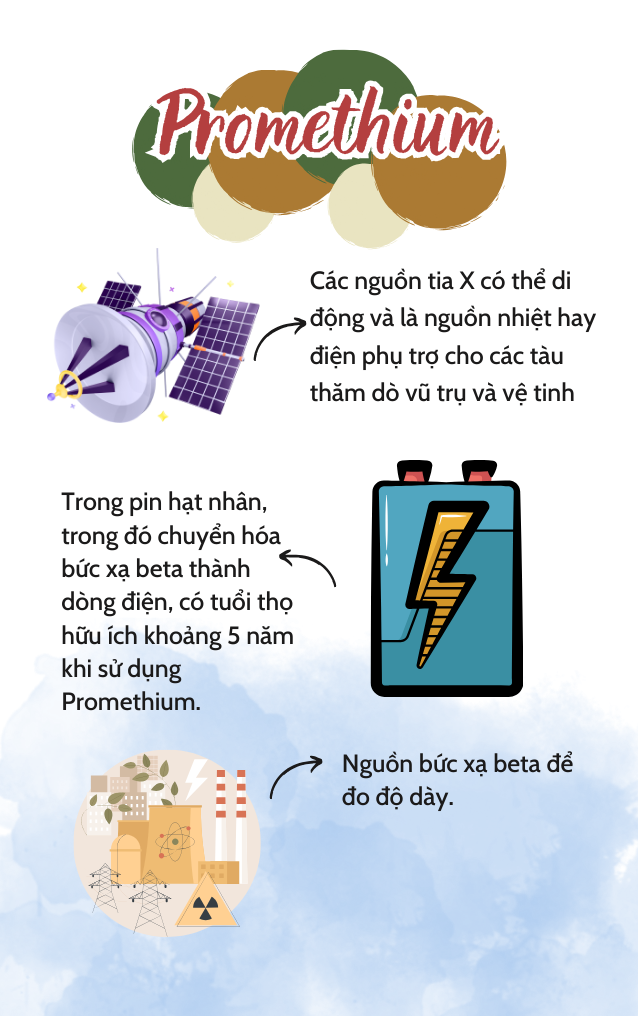 Promethium
Các nguồn tia X có thể di
động và là nguồn nhiệt hay
điện phụ trợ cho các tàu
thăm dò vũ trụ và vệ tinh
Trong pin hạt nhân,
trong đó chuyển hóa
bức xạ beta thành
dòng điện, có tuổi thọ
hữu ích khoảng 5 năm
khi sử dụng
Promethium.
Nguồn bức xạ beta để
đo độ dày.